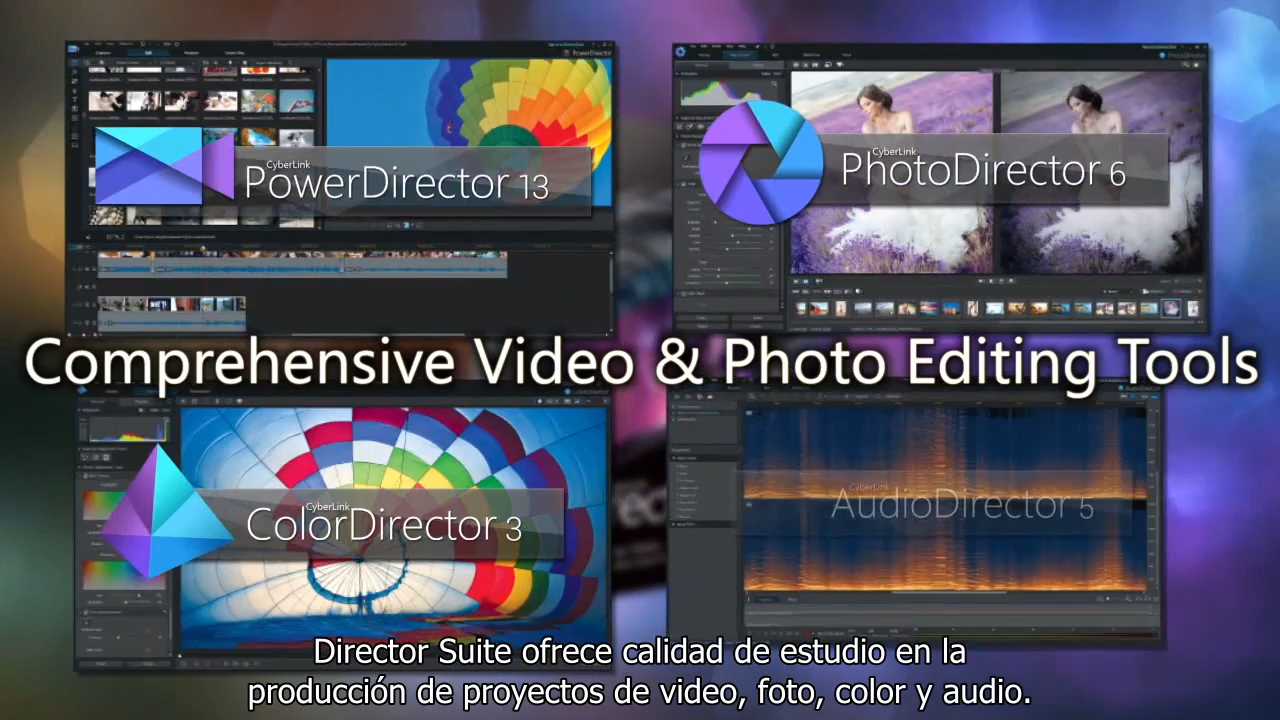 CyberLink
PowerDirector 13
CyberLink
PhotoDirector 6
Comprehensive Video & Photo Editing Tools
CyberLink
ColorDirector 3
CyberLink
AudioDirector 5
Director Suite ofrece calidad de estudio en la
producción de proyectos de video, foto, color y audio.